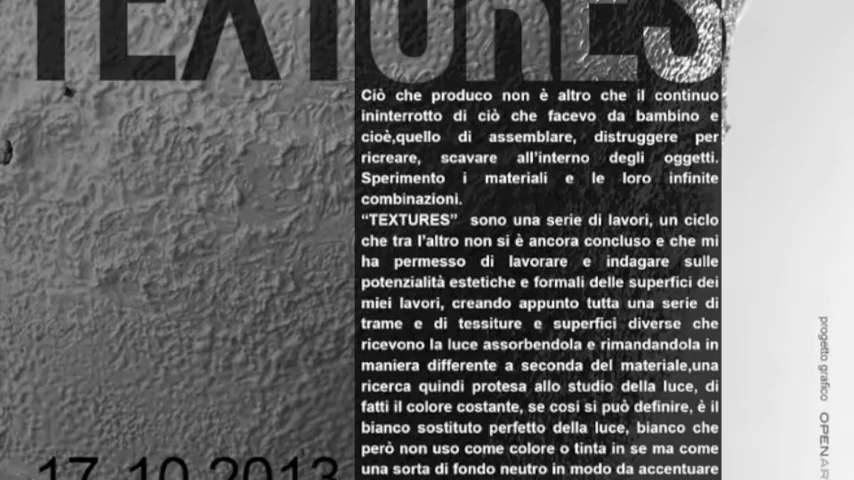 TEXTURES
Ciò che produco non è altro che il continuo
ininterrotto di ciò che facevo da bambino e
cioè,quello di assemblare, distruggere per
ricreare, scavare all'interno degli oggetti.
Sperimento i materiali e le loro infinite
combinazioni.
“TEXTURES” sono una serie di lavori, un ciclo
che tra l'altro non si è ancora concluso e che mi
ha permesso di lavorare e indagare sulle
potenzialità estetiche e formali delle superfici dei
miei lavori, creando appunto tutta una serie di
trame e di tessiture e superfici diverse che
ricevono la luce assorbendola e rimandandola in
maniera differente a seconda del materiale,una
ricerca quindi protesa allo studio della luce, di
fatti il colore costante, se cosi si può definire, è il
bianco sostituto perfetto della luce, bianco che
però non uso come colore o tinta in se ma come
una sorta di fondo neutro in modo da accentuare
17 10 2013
progetto grafico OPENAR